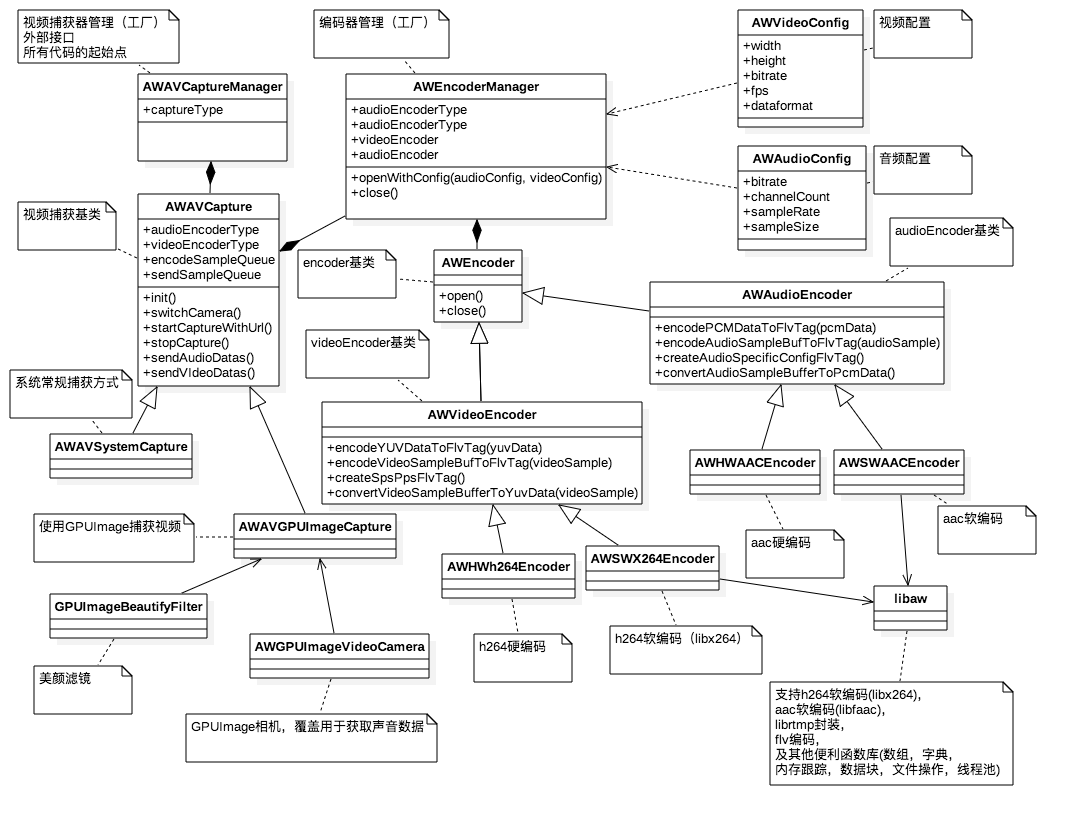 视频捕获器管理（工厂）
外部接口
所有代码的起始点
编码器管理（工厂）
AWVideoConfig
+width
+height
+bitrate
+fps
+dataformat
视频配置
AWAVCaptureManager
+captureType
AWEncoderManager
+audioEncoderType
+audioEncoderType
+videoEncoder
+audioEncoder
+openWithConfig(audioConfig, videoConfig)
+close()
AWAudioConfig
+bitrate
+channelCount
+sampleRate
+sampleSize
音频配置
视频捕获基类
AWAVCapture
+audioEncoderType
+videoEncoderType
+encodeSampleQueue
+sendSampleQueue
+init()
+switchCamera()
+startCaptureWithUrl()
+stopCapture()
+sendAudioDatas()
+sendVIdeoDatas()
encoder基类
AWEncoder
+open()
+close()
audioEncoder基类
AWAudioEncoder
+encodePCMDataToFlvTag(pcmData)
+encodeAudioSampleBufToFlvTag(audioSample)
+createAudioSpecificConfigFlvTag()
+convertAudioSampleBufferToPcmData()
videoEncoder基类
系统常规捕获方式
AWAVSystemCapture
AWVideoEncoder
+encodeYUVDataToFlvTag(yuvData)
+encodeVideoSampleBufToFlvTag(videoSample)
+createSpsPpsFlvTag()
+convertVideoSampleBufferToYuvData(videoSample)
AWHWAACEncoder
AWSWAACEncoder
使用GPUImage捕获视频
AWAVGPUImageCapture
aac硬编码
aac软编码
AWHWh264Encoder
AWSWX264Encoder
libaw
GPUImageBeautifyFilter
AWGPUImageVideoCamera
h264硬编码
h264软编码（libx264）
美颜滤镜
GPUImage相机，覆盖用于获取声音数据
支持h264软编码(libx264),
aac软编码(libfaac),
librtmp封装，
flv编码，
及其他便利函数库(数组，字典，
内存跟踪，数据块，文件操作，线程池)